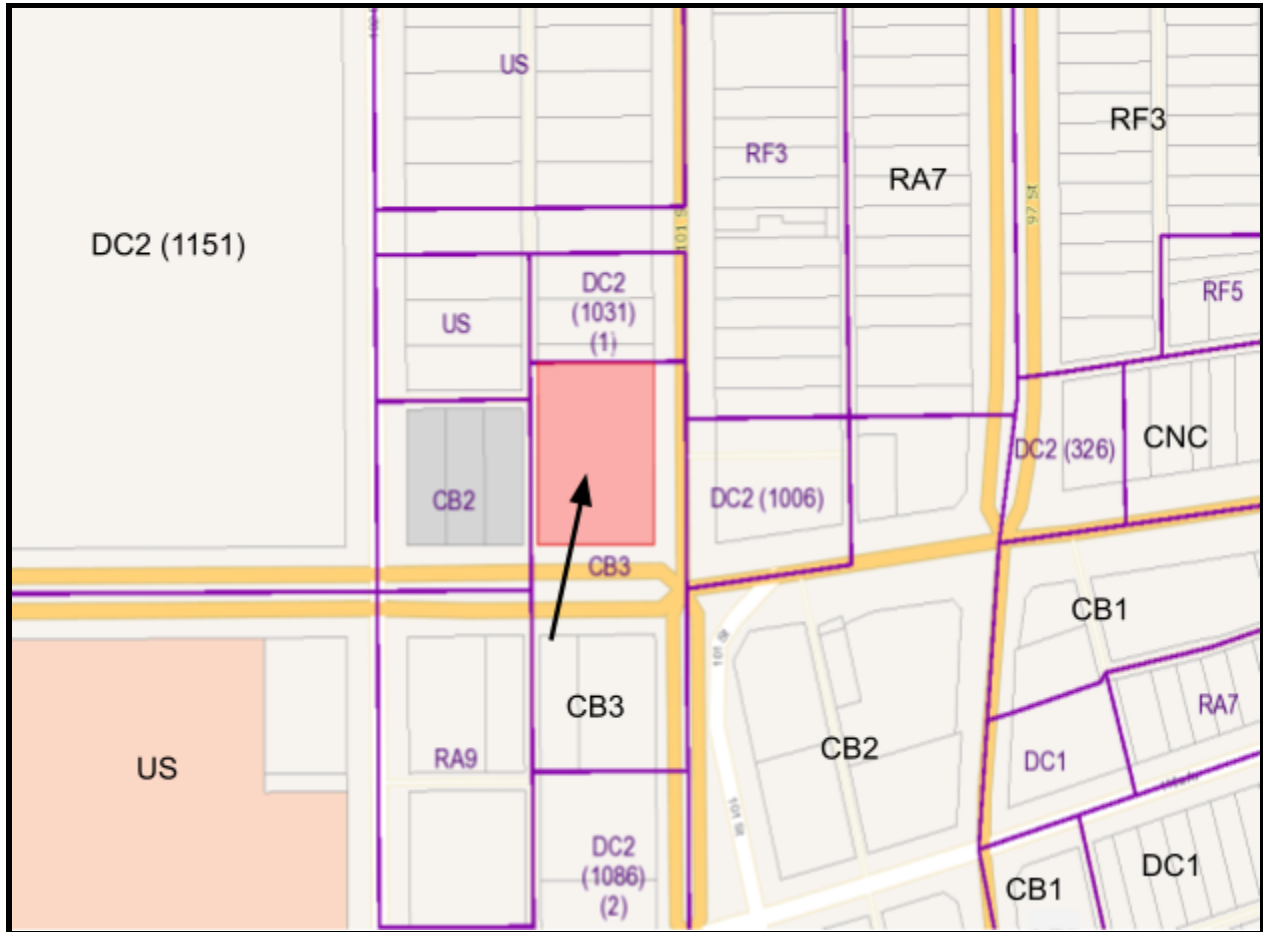 US
RF3
RF3
RA7
97 St
101 S
DC2 (1151)
DC2
(1031)
(1)
US
RF5
DC2 (326)
CNC
CB2
DC2 (1006)
CB3
CB1
101 St
CB3
RA7
CB2
RA9
US
DC1
101 St
DC2
(1086)
(2)
DC1
CB1